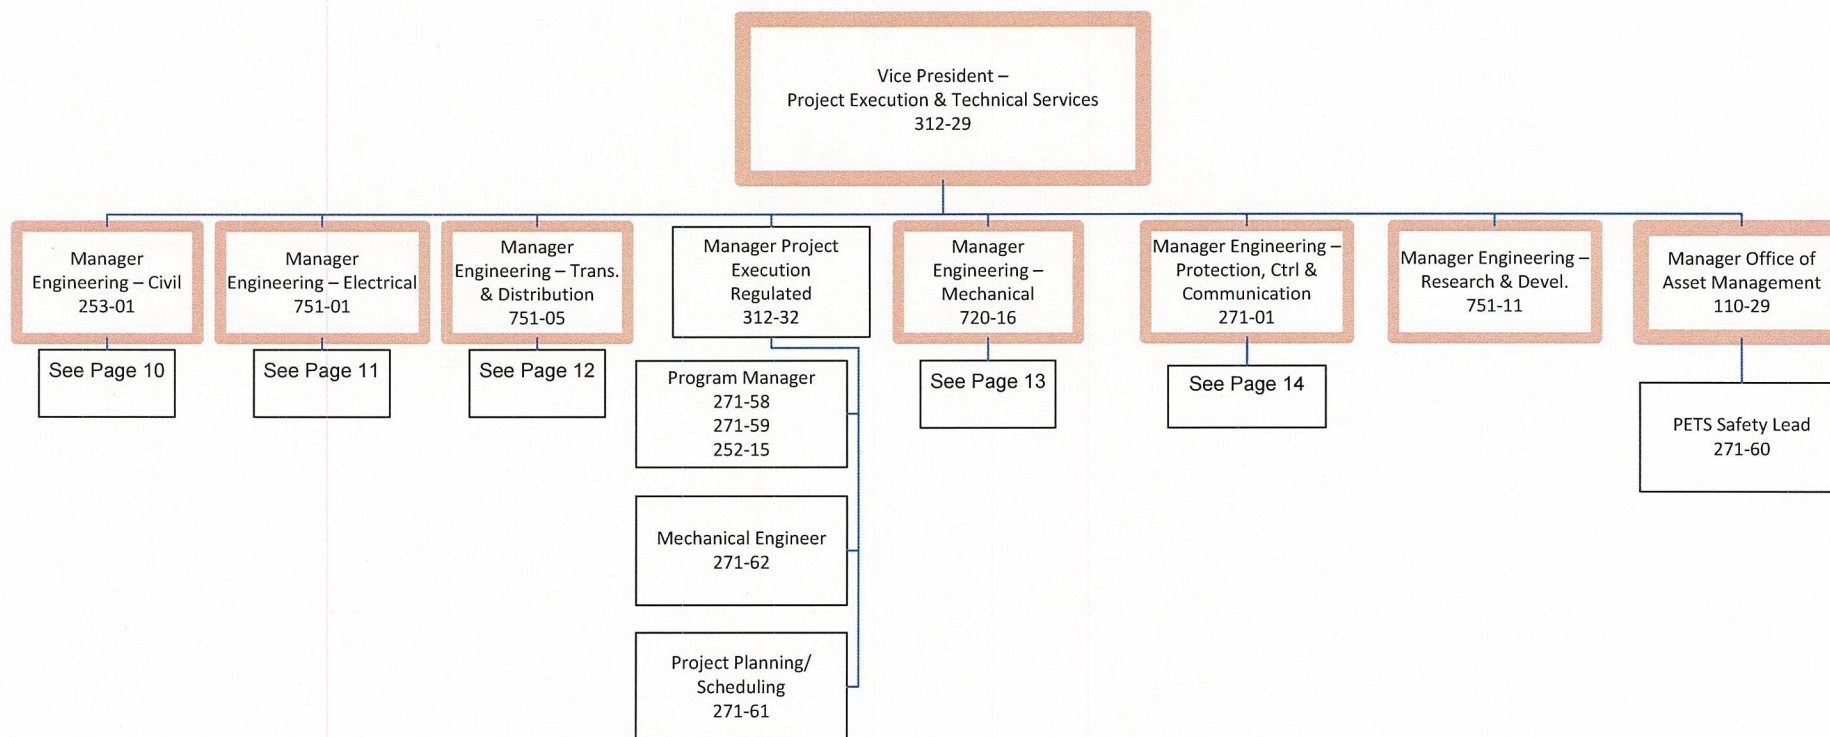 Vice President –
Project Execution & Technical Services
312-29
Manager
Engineering – Civil
253-01
See Page 10
Manager
Engineering – Electrical
751-01
See Page 11
Manager
Engineering – Trans.
& Distribution
751-05
See Page 12
Manager Project
Execution
Regulated
312-32
Program Manager
271-58
271-59
252-15
Mechanical Engineer
271-62
Project Planning/
Scheduling
271-61
Manager
Engineering –
Mechanical
720-16
See Page 13
Manager Engineering –
Protection, Ctrl &
Communication
271-01
See Page 14
Manager Engineering –
Research & Devel.
751-11
Manager Office of
Asset Management
110-29
PETS Safety Lead
271-60